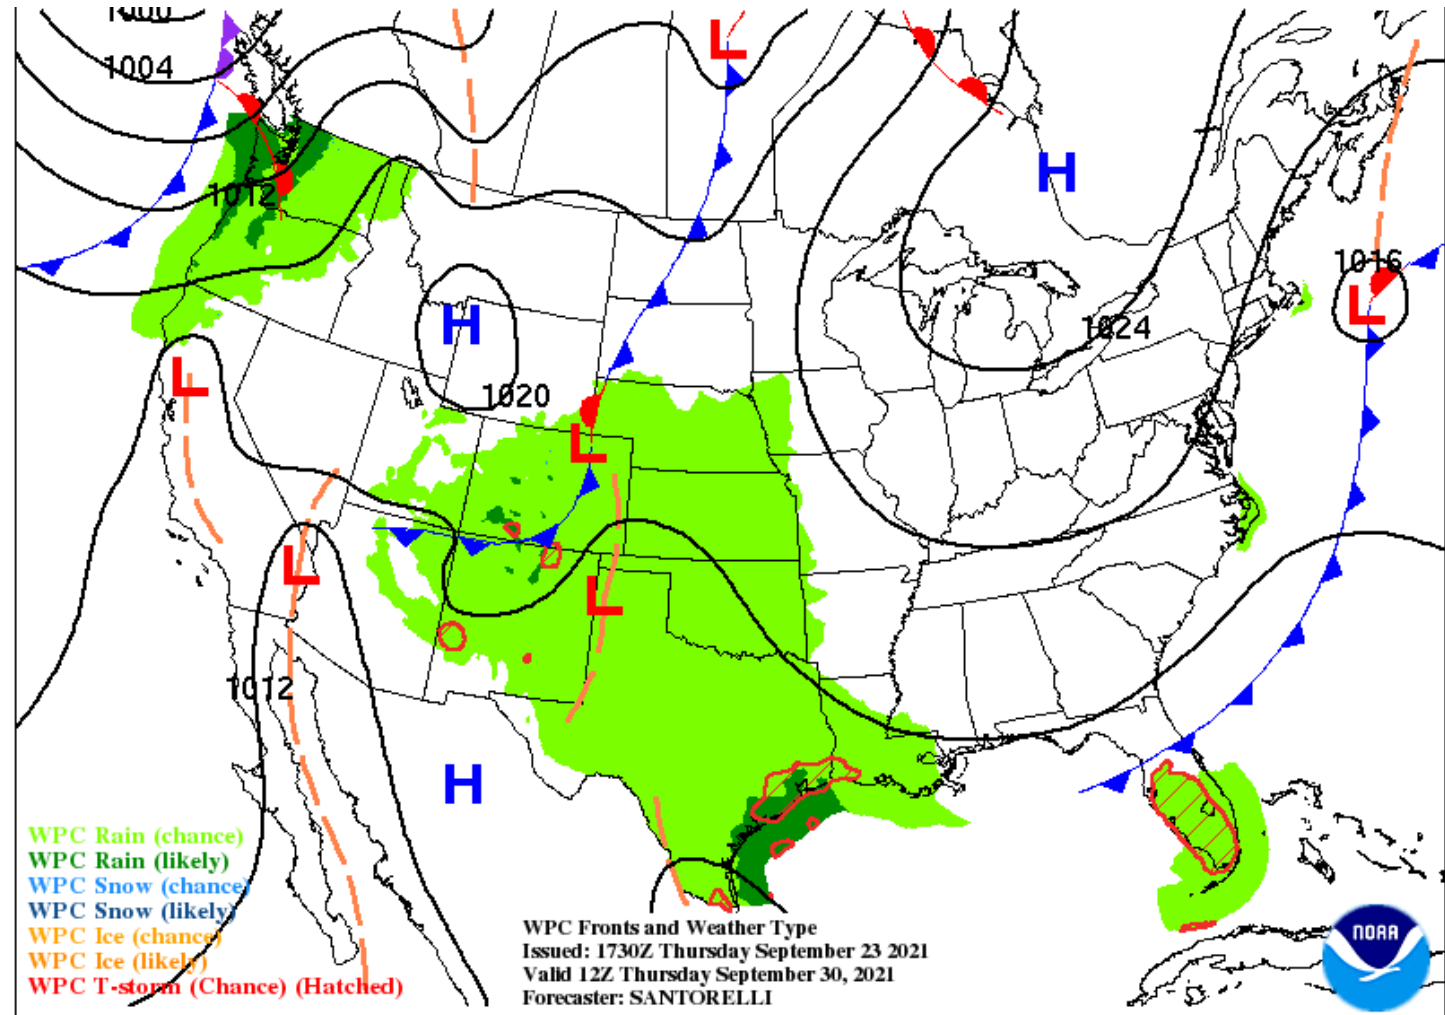 1000
1004
L
H
1012
1016
L
H
1024
L
1020
L
L
L
1012
H
WPC Rain (chance)
WPC Rain (likely)
WPC Snow (chance)
WPC Snow (likely)
WPC Ice (chance)
WPC Ice (likely)
WPC T-storm (Chance) (Hatched)
WPC Fronts and Weather Type
Issued: 1730Z Thursday September 23 2021
Valid 12Z Thursday September 30, 2021
Forecaster: SANTORELLI
NOAA